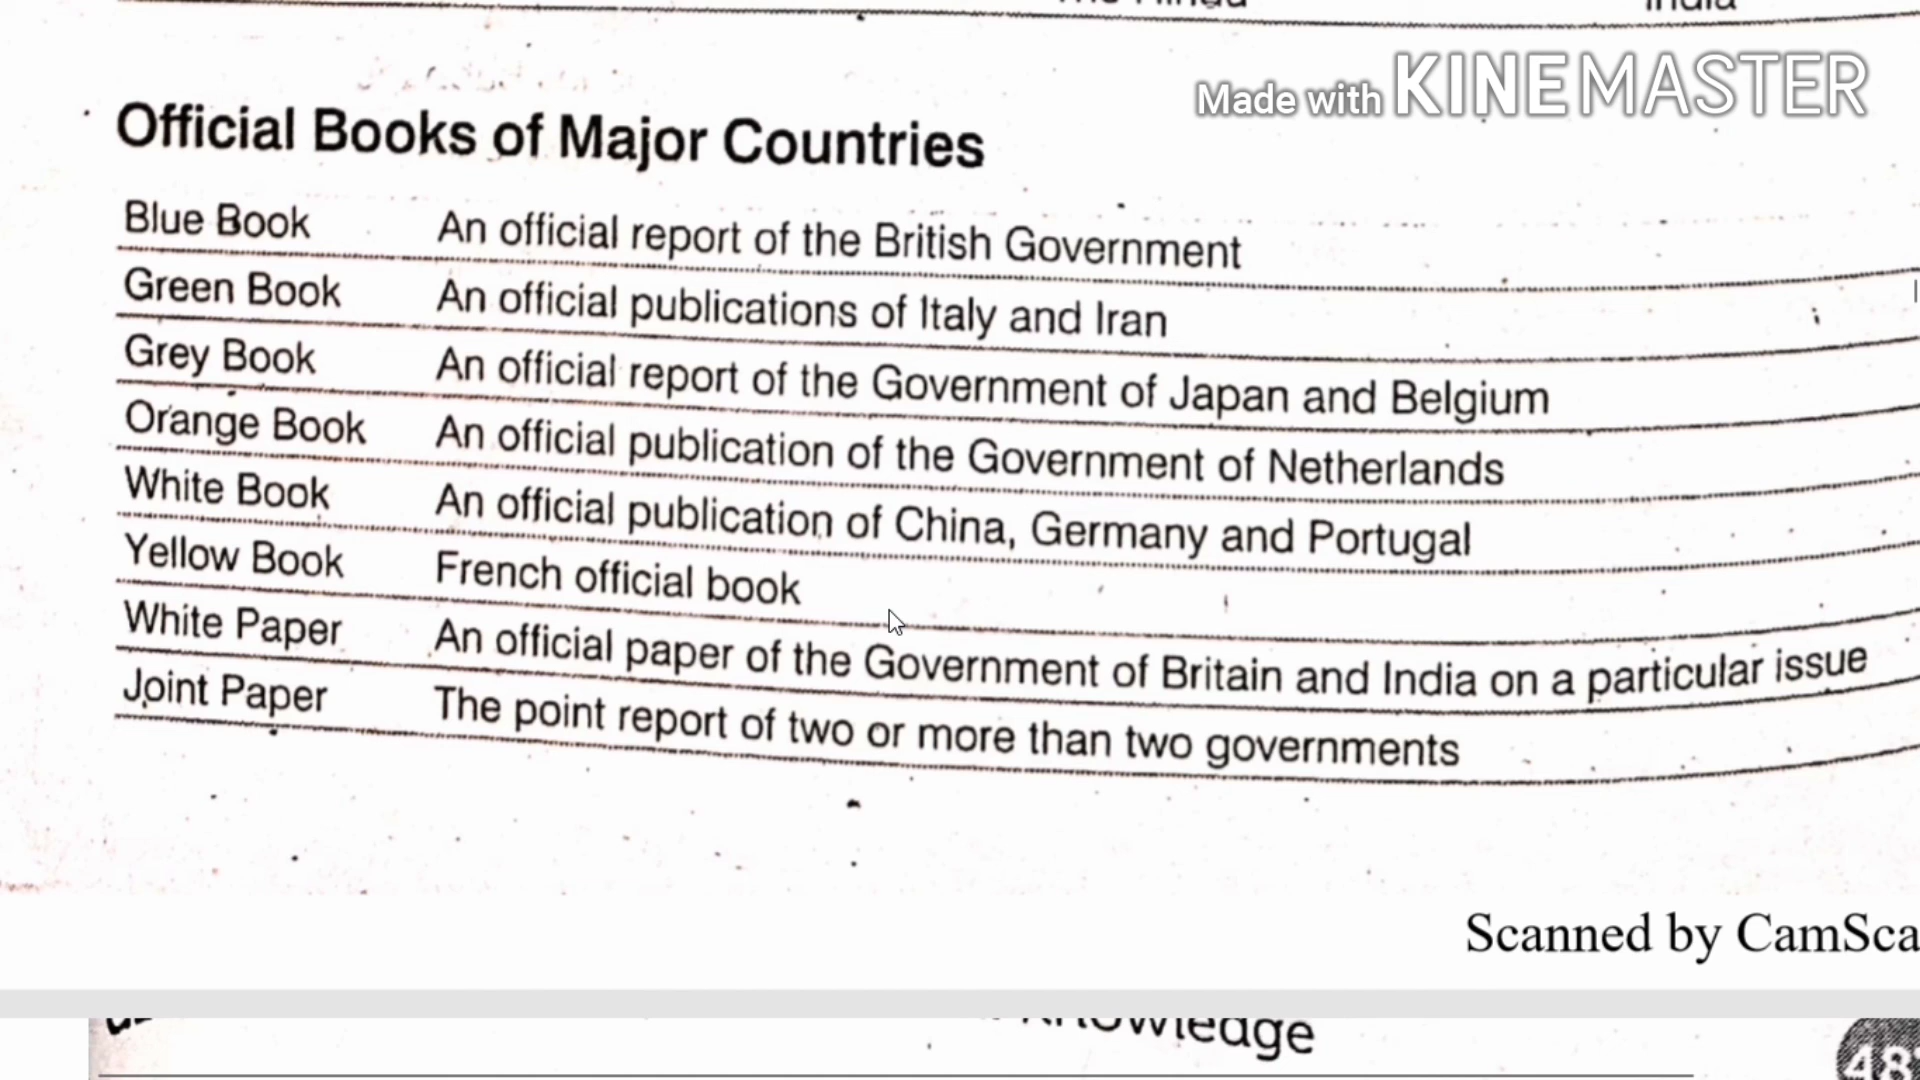 India
Made with KINEMASTER
Official Books of Major Countries
Blue Book An official report of the British Government
Green Book An official publications of Italy and Iran
Grey Book An official report of the Government of Japan and Belgium
Orange Book An official publication of the Government of Netherlands
White Book An official publication of China, Germany and Portugal
Yellow Book French official book
White Paper An official paper of the Government of Britain and India on a particular issue
Joint Paper The point report of two or more than two governments
Scanned by CamSca
Knowledge